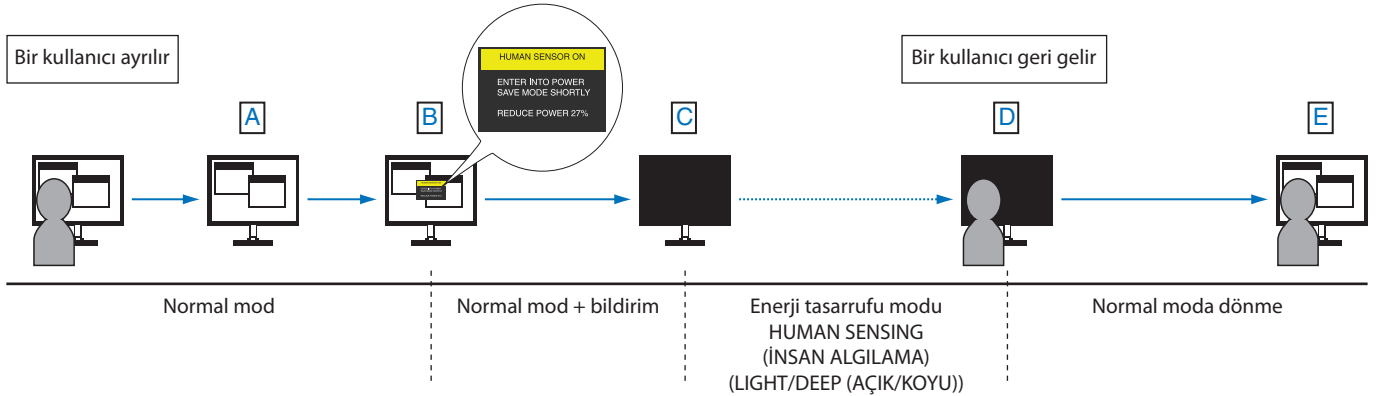 Bir kullanıcı ayrılır
HUMAN SENSOR ON
ENTER İNTO POWER
SAVE MODE SHORTLY
REDUCE POWER 27%
Bir kullanıcı geri gelir
A
B
C
D
E
Normal mod
Normal mod + bildirim
Enerji tasarrufu modu
HUMAN SENSING
(İNSAN ALGILAMA)
(LIGHT/DEEP (AÇIK/KOYU))
Normal moda dönme